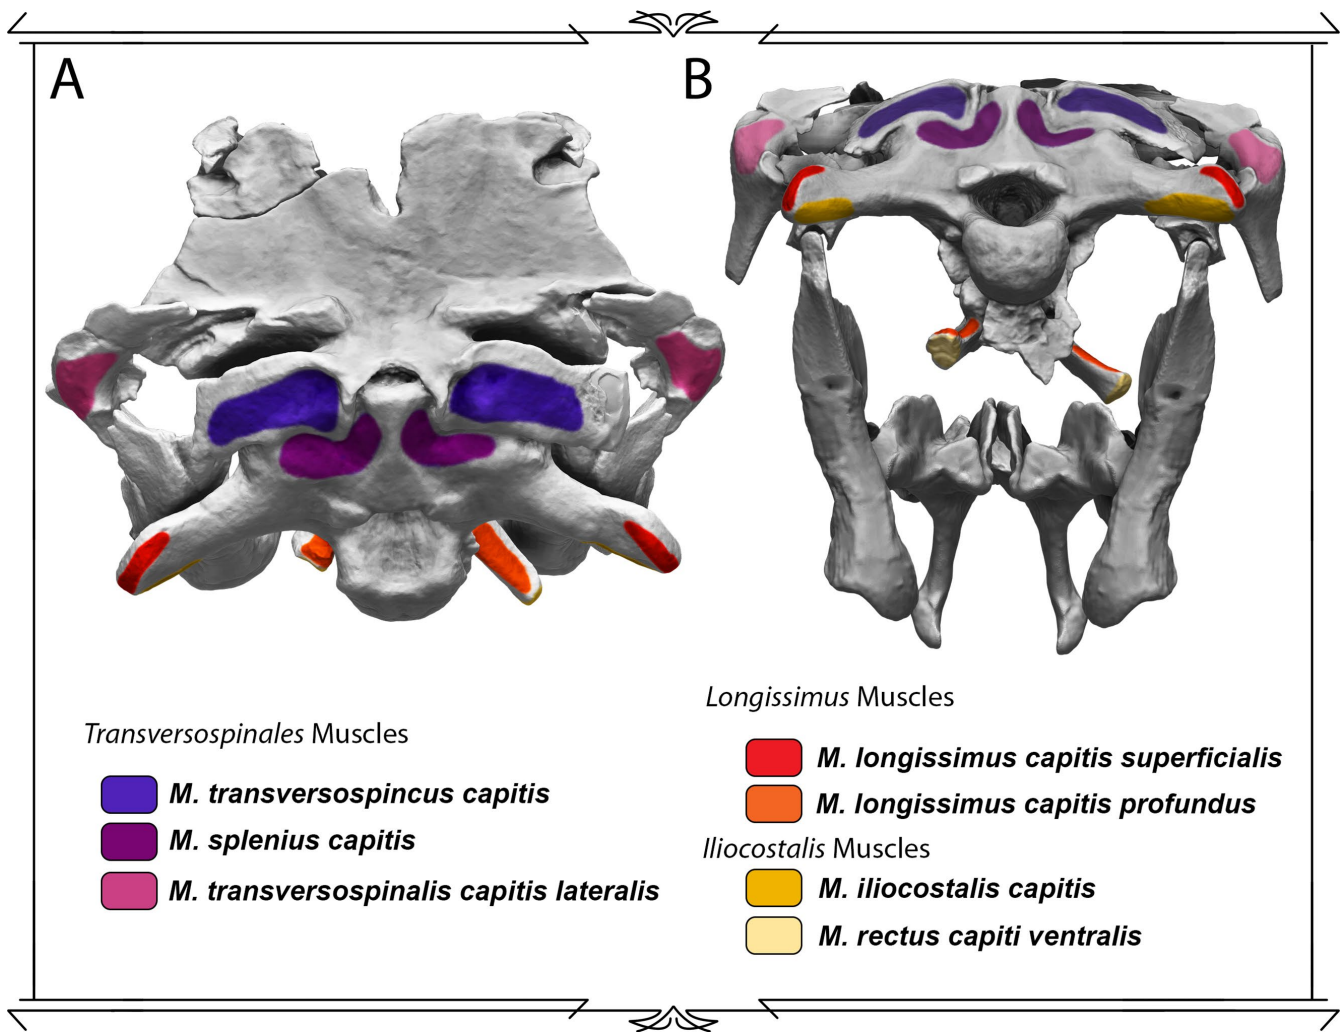 A
B
Transversospinales Muscles
M. transversospincus capitis
M. splenius capitis
M. transversospinalis capitis lateralis
Longissimus Muscles
M. longissimus capitis superficialis
M. longissimus capitis profundus
Iliocostalis Muscles
M. iliocostalis capitis
M. rectus capiti ventralis